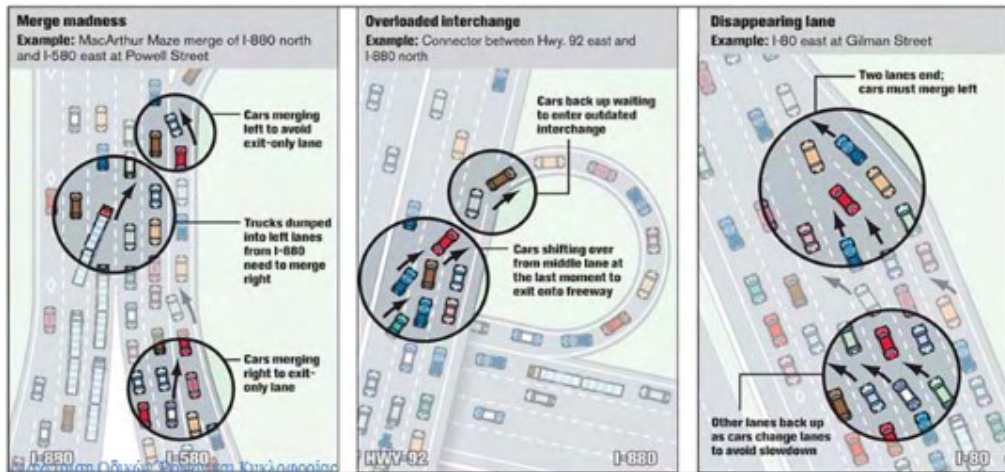 Merge madness
Example: MacArthur Maze merge of I-880 north
and I-580 east at Powell Street
Cars merging
left to avoid
exit-only lane
Trucks dumped
into left lanes
from I-880
need to merge
right
Cars merging
right to exit-
only lane
I-880
I-580
Overloaded interchange
Example: Connector between Hwy. 92 east and
I-880 north
Cars back up waiting
to enter outdated
interchange
Cars shifting over
from middle lane at
the last moment to
exit onto freeway
HWY-92
I-880
Disappearing lane
Example: I-80 east at Gilman Street
Two lanes end;
cars must merge
left
Other lanes back up
as cars change lanes
to avoid slowdown
I-80